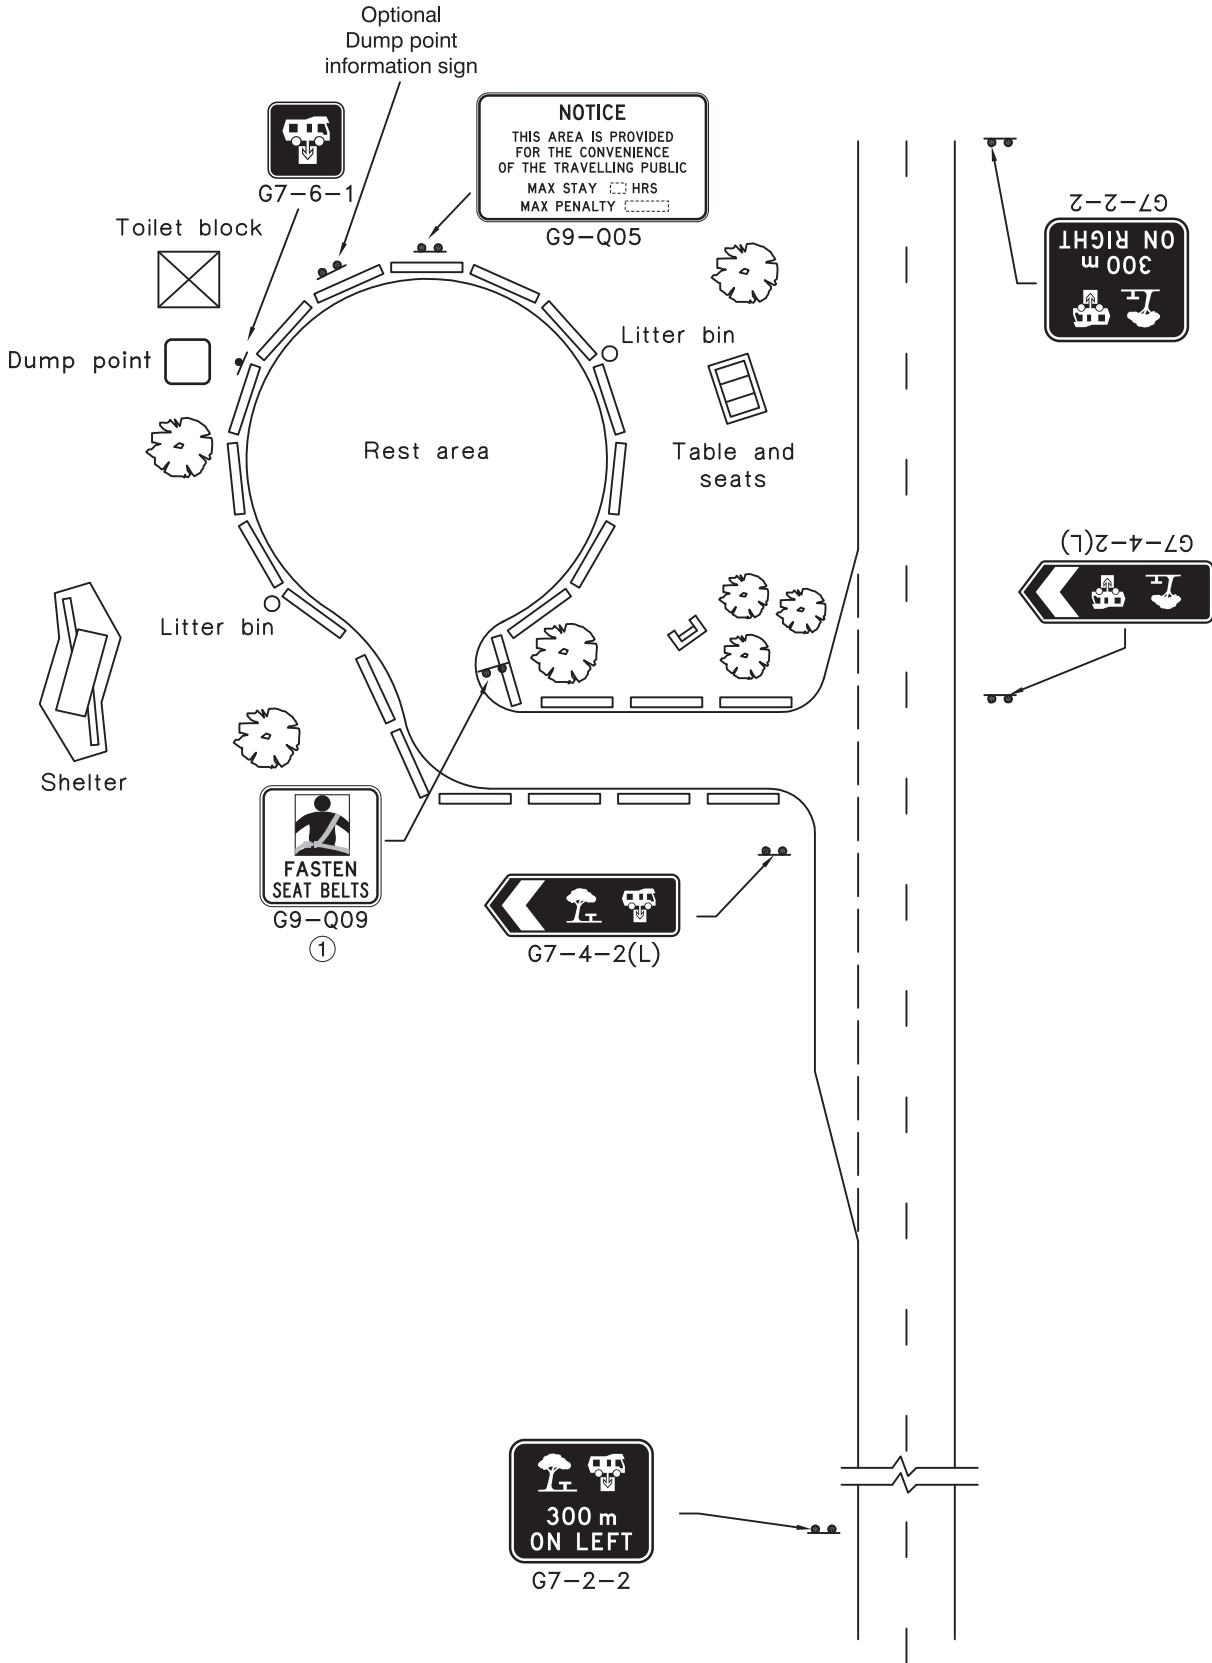 Optional
Dump point
information sign
G7-6-1
NOTICE
THIS AREA IS PROVIDED
FOR THE CONVENIENCE
OF THE TRAVELLING PUBLIC
MAX STAY HRS
MAX PENALTY
G9-Q05
G7-2-2
300 m
ON RIGHT
Toilet block
Dump point
Litter bin
Rest area
Table and
seats
G7-4-2(L)
Litter bin
Shelter
FASTEN
SEAT BELTS
G9-Q09
1
G7-4-2(L)
300 m
ON LEFT
G7-2-2